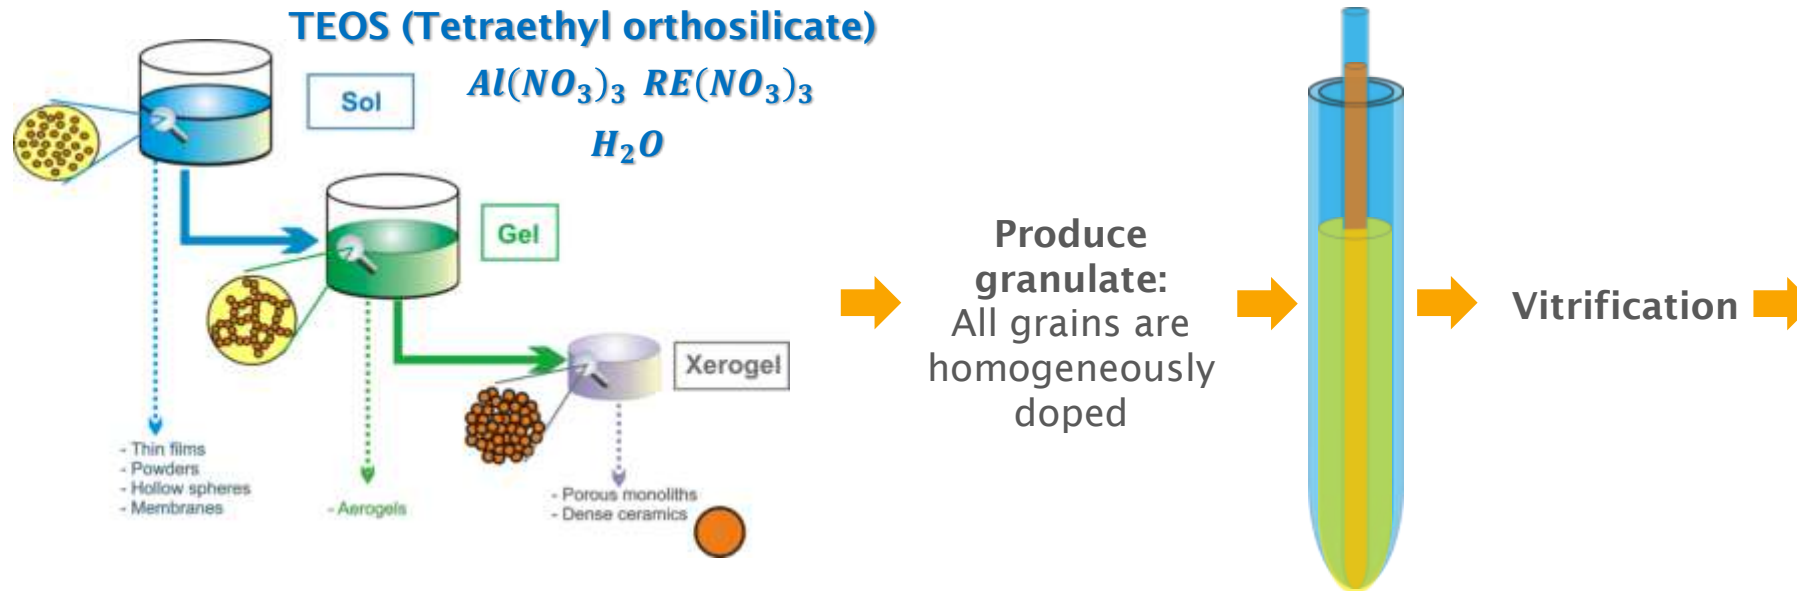 TEOS (Tetraethyl orthosilicate)
Al(NO₃)₃ RE(NO₃)₃
H₂O
Sol
Gel
Xerogel
- Thin films
- Powders
- Hollow spheres
- Membranes
- Aerogels
- Porous monoliths
- Dense ceramics
Produce
granulate:
All grains are
homogeneously
doped
Vitrification